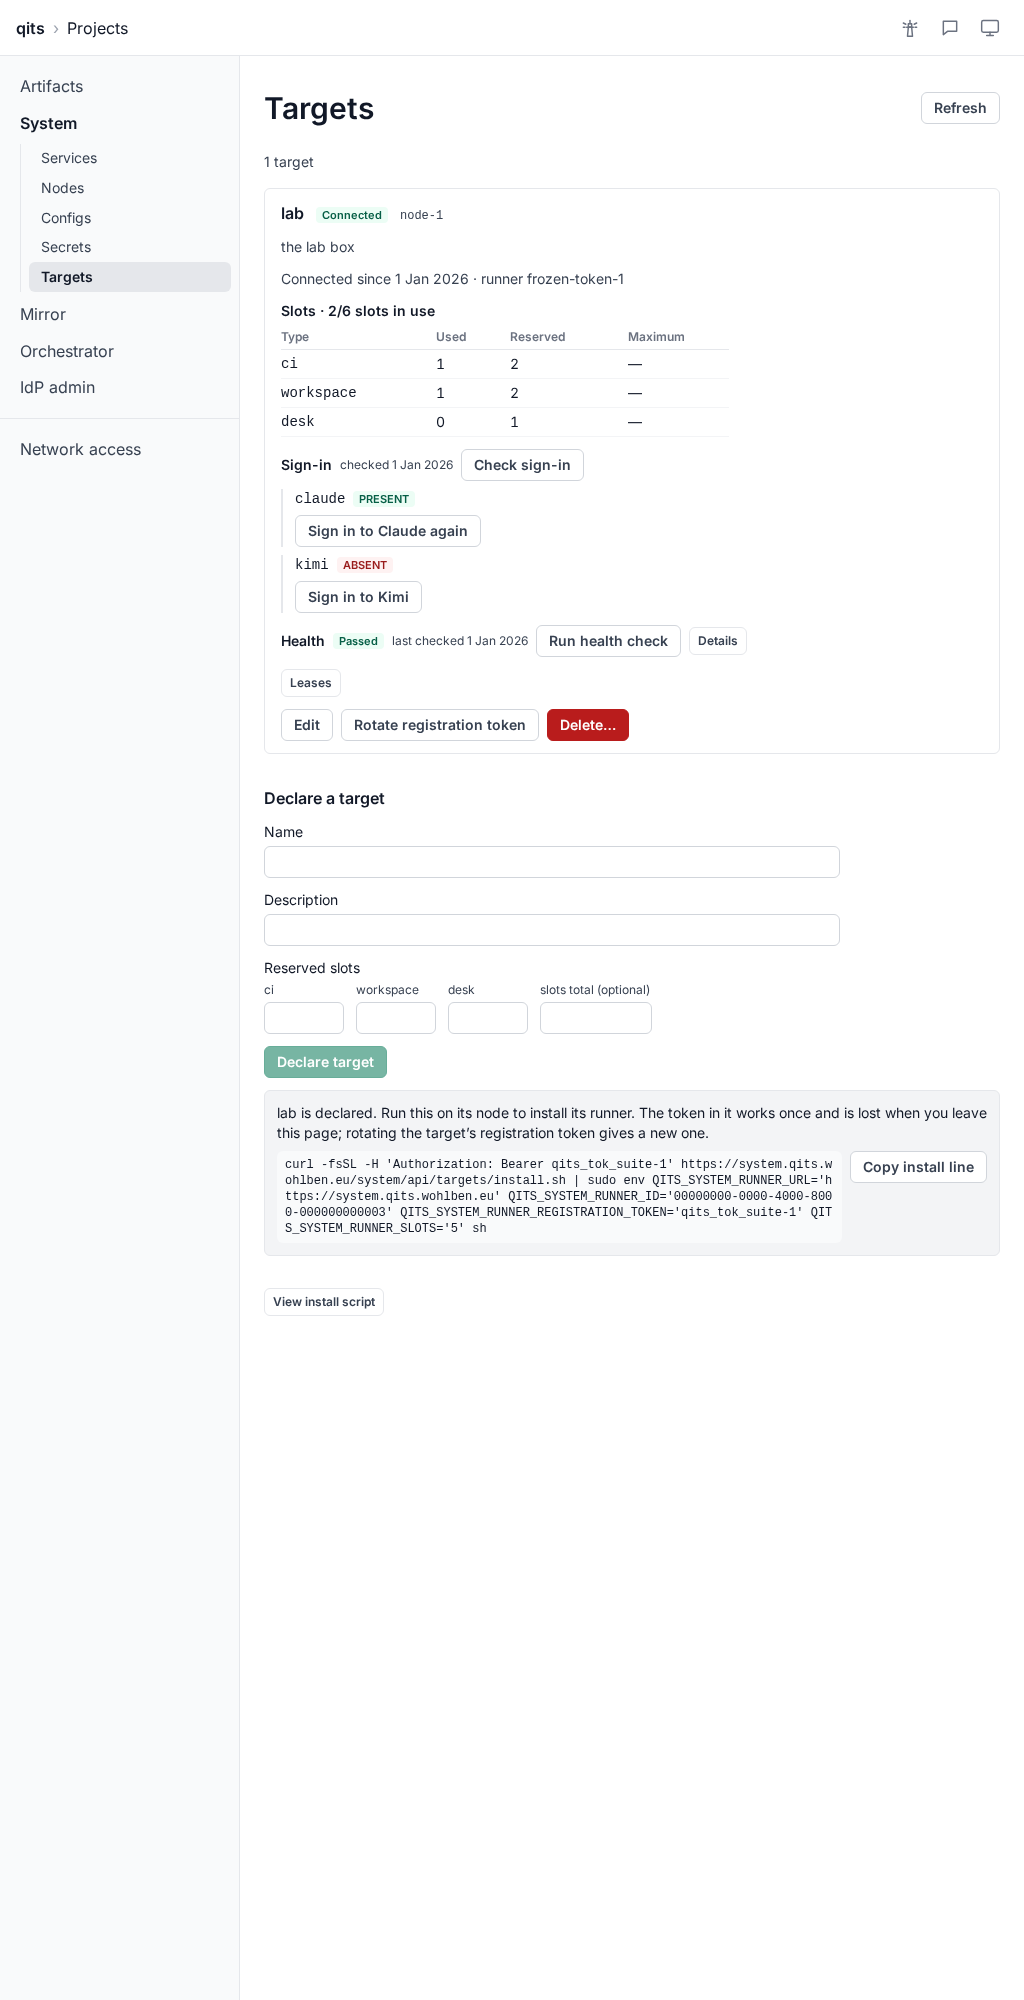 qits › Projects
Artifacts
System
Services
Nodes
Configs
Secrets
Targets
Mirror
Orchestrator
IdP admin
Network access
Targets
Refresh
1 target
lab Connected node-1
the lab box
Connected since 1 Jan 2026 · runner frozen-token-1
Slots · 2/6 slots in use
Type Used Reserved Maximum
ci 1 2 —
workspace 1 2 —
desk 0 1 —
Sign-in checked 1 Jan 2026 Check sign-in
claude PRESENT
Sign in to Claude again
kimi ABSENT
Sign in to Kimi
Health Passed last checked 1 Jan 2026 Run health check Details
Leases
Edit Rotate registration token Delete…
Declare a target
Name
Description
Reserved slots
ci workspace desk slots total (optional)
Declare target
lab is declared. Run this on its node to install its runner. The token in it works once and is lost when you leave
this page; rotating the target’s registration token gives a new one.
curl -fsSL -H 'Authorization: Bearer qits_tok_suite-1' https://system.qits.w
ohlben.eu/system/api/targets/install.sh | sudo env QITS_SYSTEM_RUNNER_URL='h
ttps://system.qits.wohlben.eu' QITS_SYSTEM_RUNNER_ID='00000000-0000-4000-800
0-000000000003' QITS_SYSTEM_RUNNER_REGISTRATION_TOKEN='qits_tok_suite-1' QIT
S_SYSTEM_RUNNER_SLOTS='5' sh
Copy install line
View install script